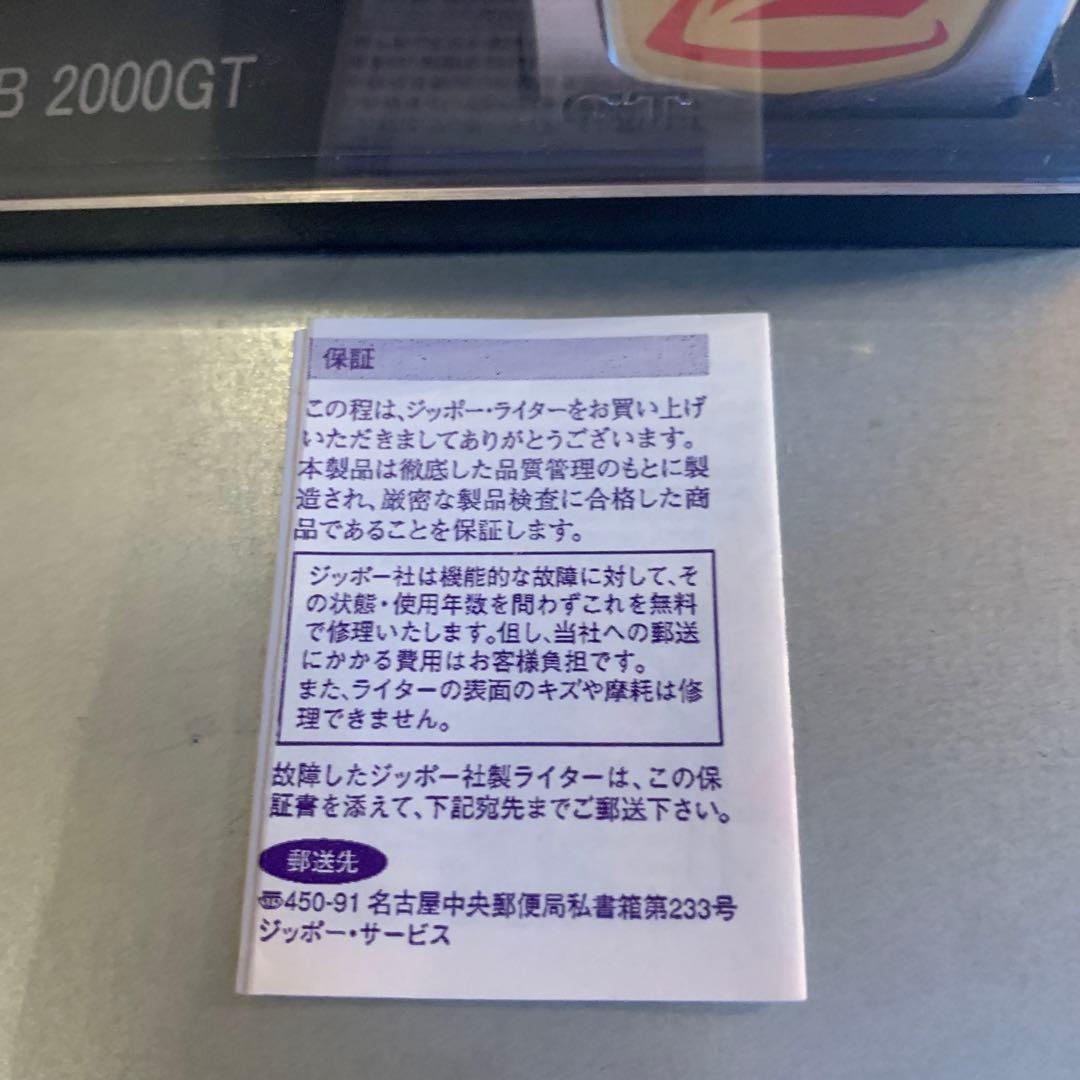 B 2000GT
保証
この程は、ジッポー・ライターをお買い上げ
いただきましてありがとうございます。
本製品は徹底した品質管理のもとに製
造され、厳密な製品検査に合格した商
品であることを保証します。
ジッポー社は機能的な故障に対して、そ
の状態・使用年数を問わずこれを無料
で修理いたします。但し、当社への郵送
にかかる費用はお客様負担です。
また、ライターの表面のキズや摩耗は修
理できません。
故障したジッポー社製ライターは、この保
証書を添えて、下記宛先までご郵送下さい。
郵送先
〠450-91 名古屋中央郵便局私書箱第233号
ジッポー・サービス